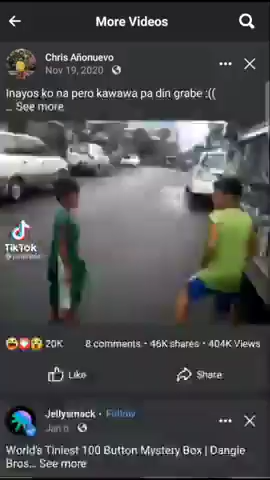 More Videos
Chris Añonuevo
Nov 19, 2020
Inayos ko na pero kawawa pa din grabe :((
... See more
TikTok
20K 8 comments • 46K shares • 404K Views
Like Share
Jellysmack • Follow
Jan 6
World's Tiniest 100 Button Mystery Box | Dangie
Bros... See more